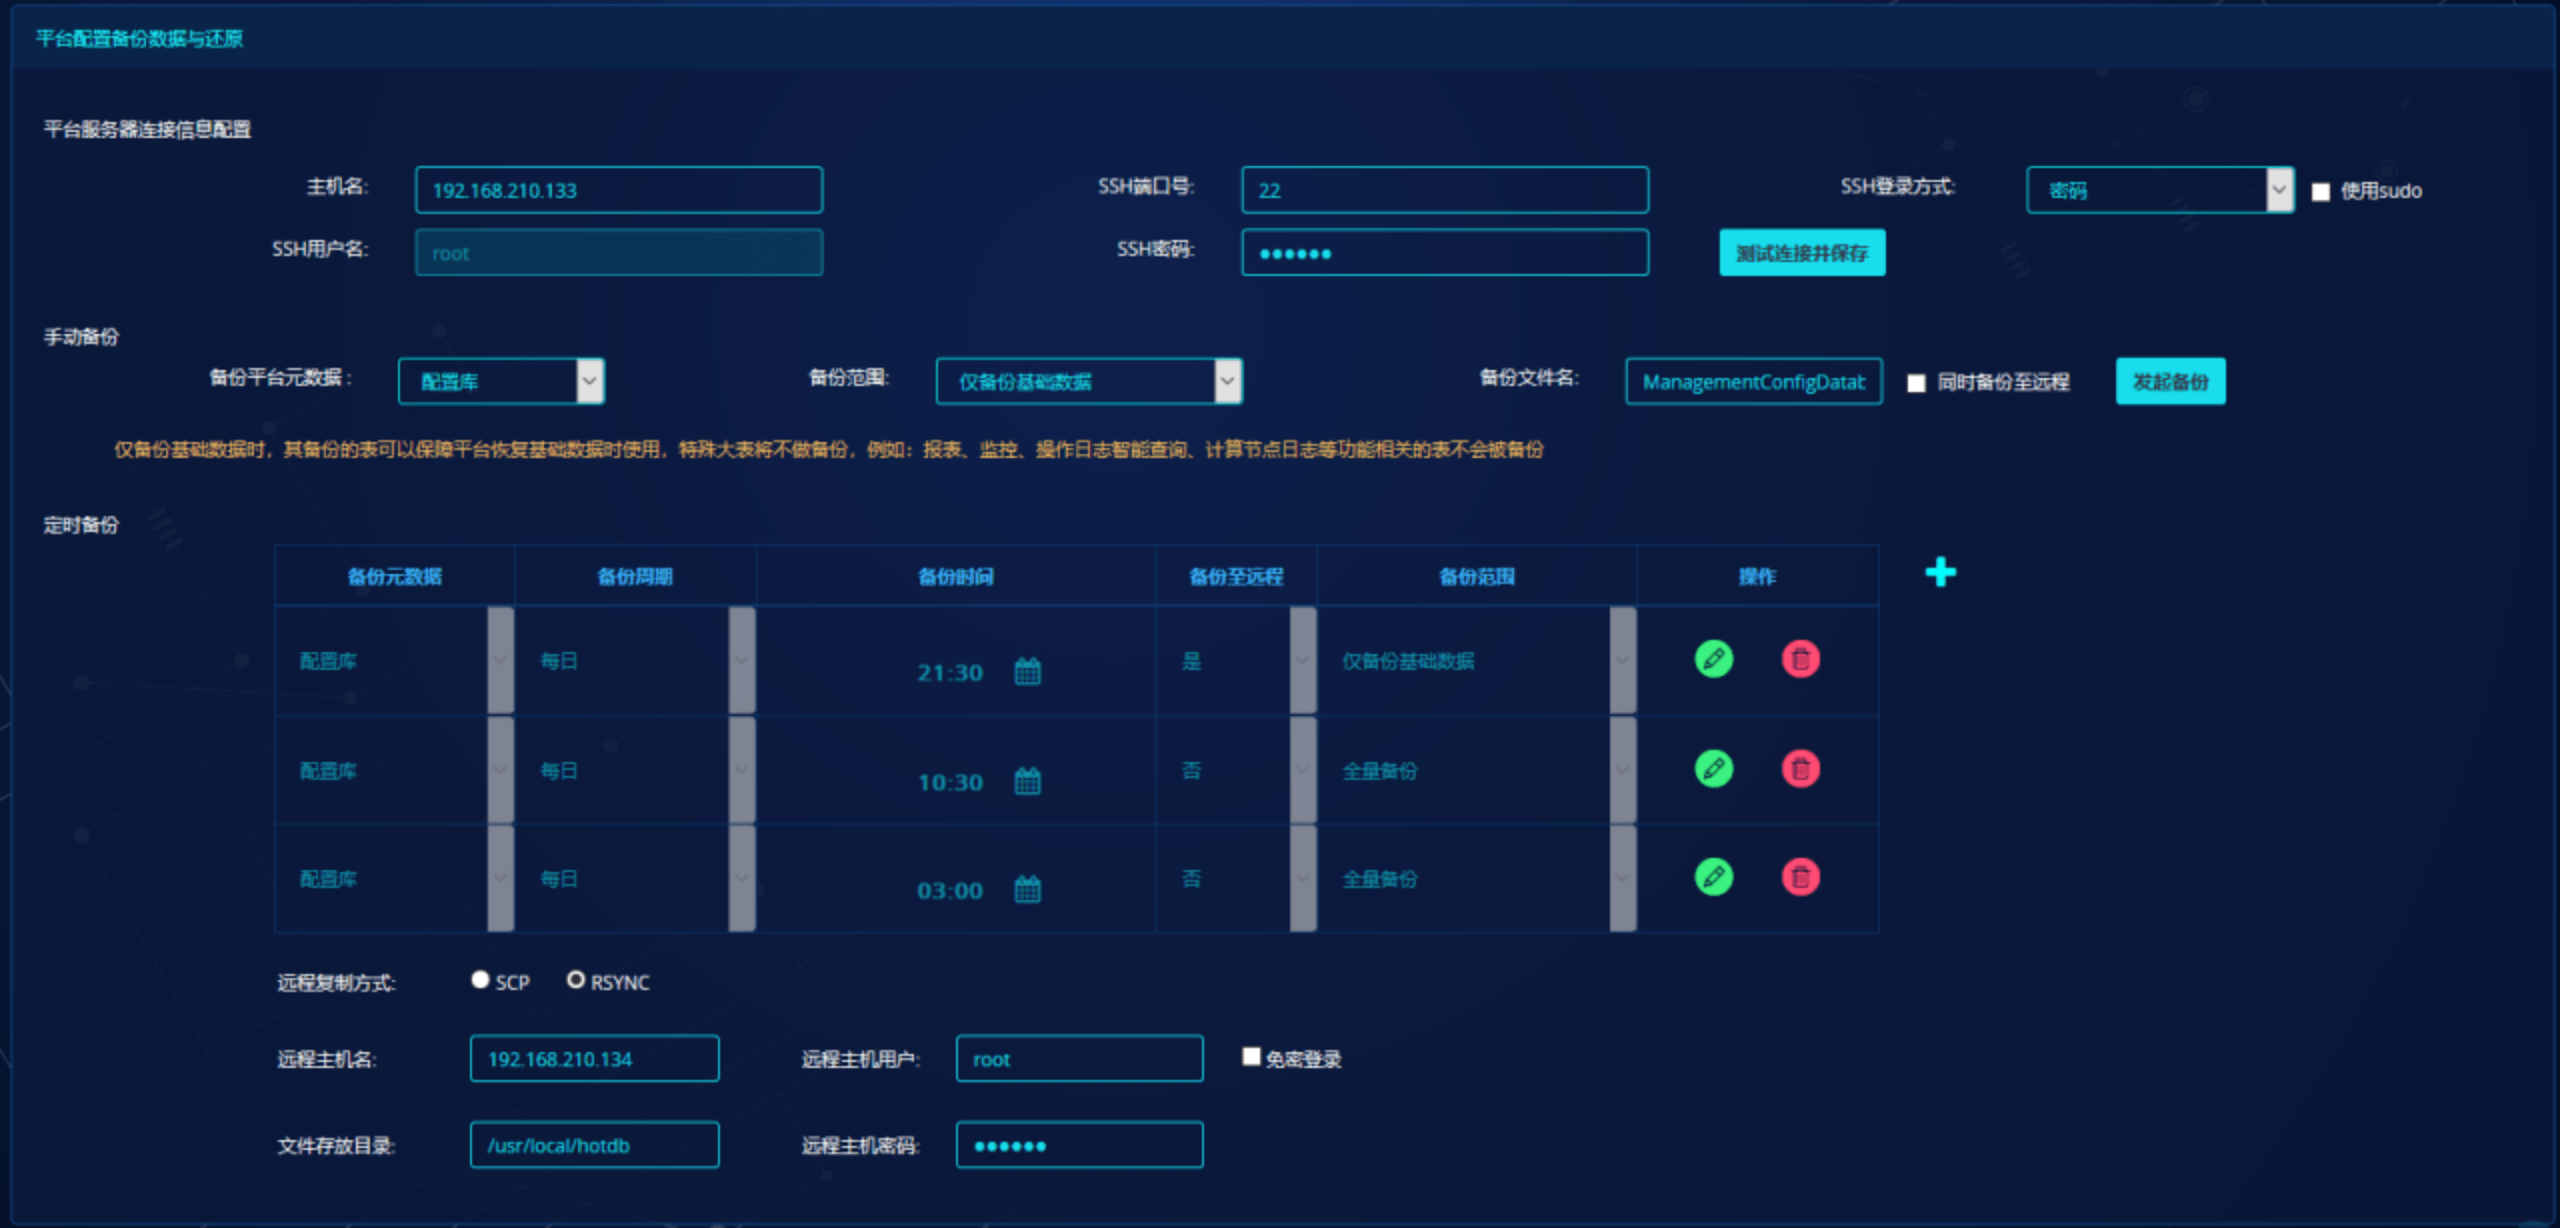 平台配置备份数据与还原
平台服务器连接信息配置
主机名: 192.168.210.133 SSH端口号: 22 SSH登录方式: 密码 使用sudo
SSH用户名: root SSH密码: •••••• 测试连接并保存
手动备份
备份平台元数据: 配置库 备份范围: 仅备份基础数据 备份文件名: ManagementConfigDatab 同时备份至远程 发起备份
仅备份基础数据时，其备份的表可以保障平台恢复基础数据时使用，特殊大表将不做备份，例如：报表、监控、操作日志智能查询、计算节点日志等功能相关的表不会被备份
定时备份
备份元数据 备份周期 备份时间 备份至远程 备份范围 操作
配置库 每日 21:30 是 仅备份基础数据
配置库 每日 10:30 否 全量备份
配置库 每日 03:00 否 全量备份
远程复制方式: SCP RSYNC
远程主机名: 192.168.210.134 远程主机用户: root 免密登录
文件存放目录: /usr/local/hotdb 远程主机密码: ••••••